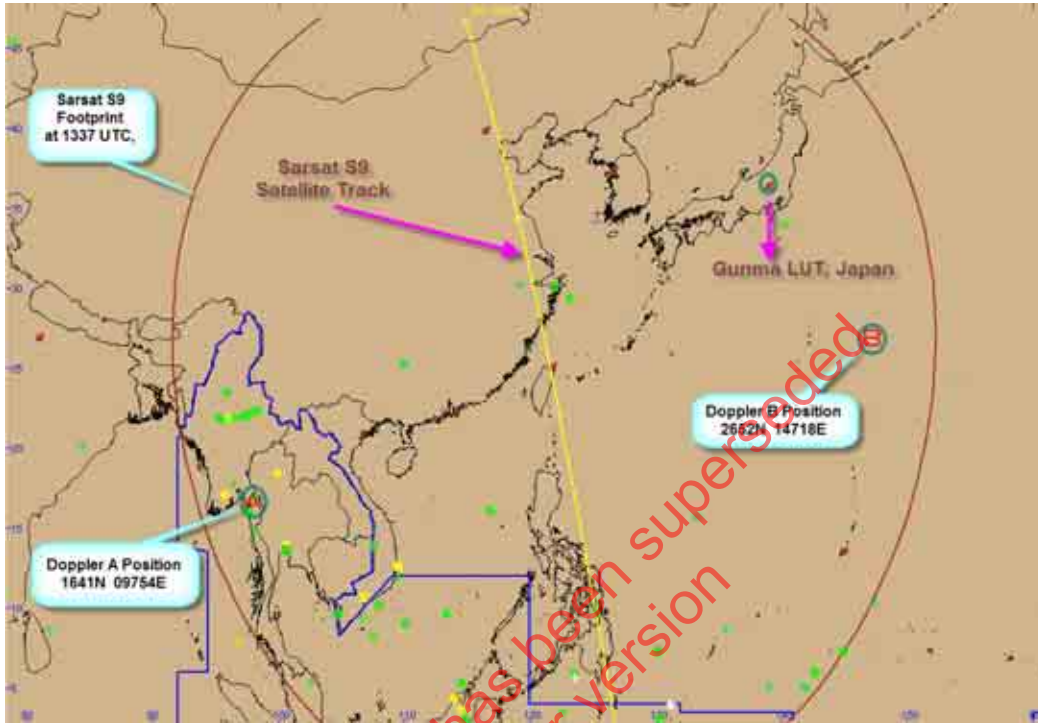 Sarsat S9
Footprint
at 1337 UTC,
Sarsat S9
Satellite Track
Gunma LUT, Japan
Doppler B Position
2652N 14718E
Doppler A Position
1641N 09754E
has been superseded
version